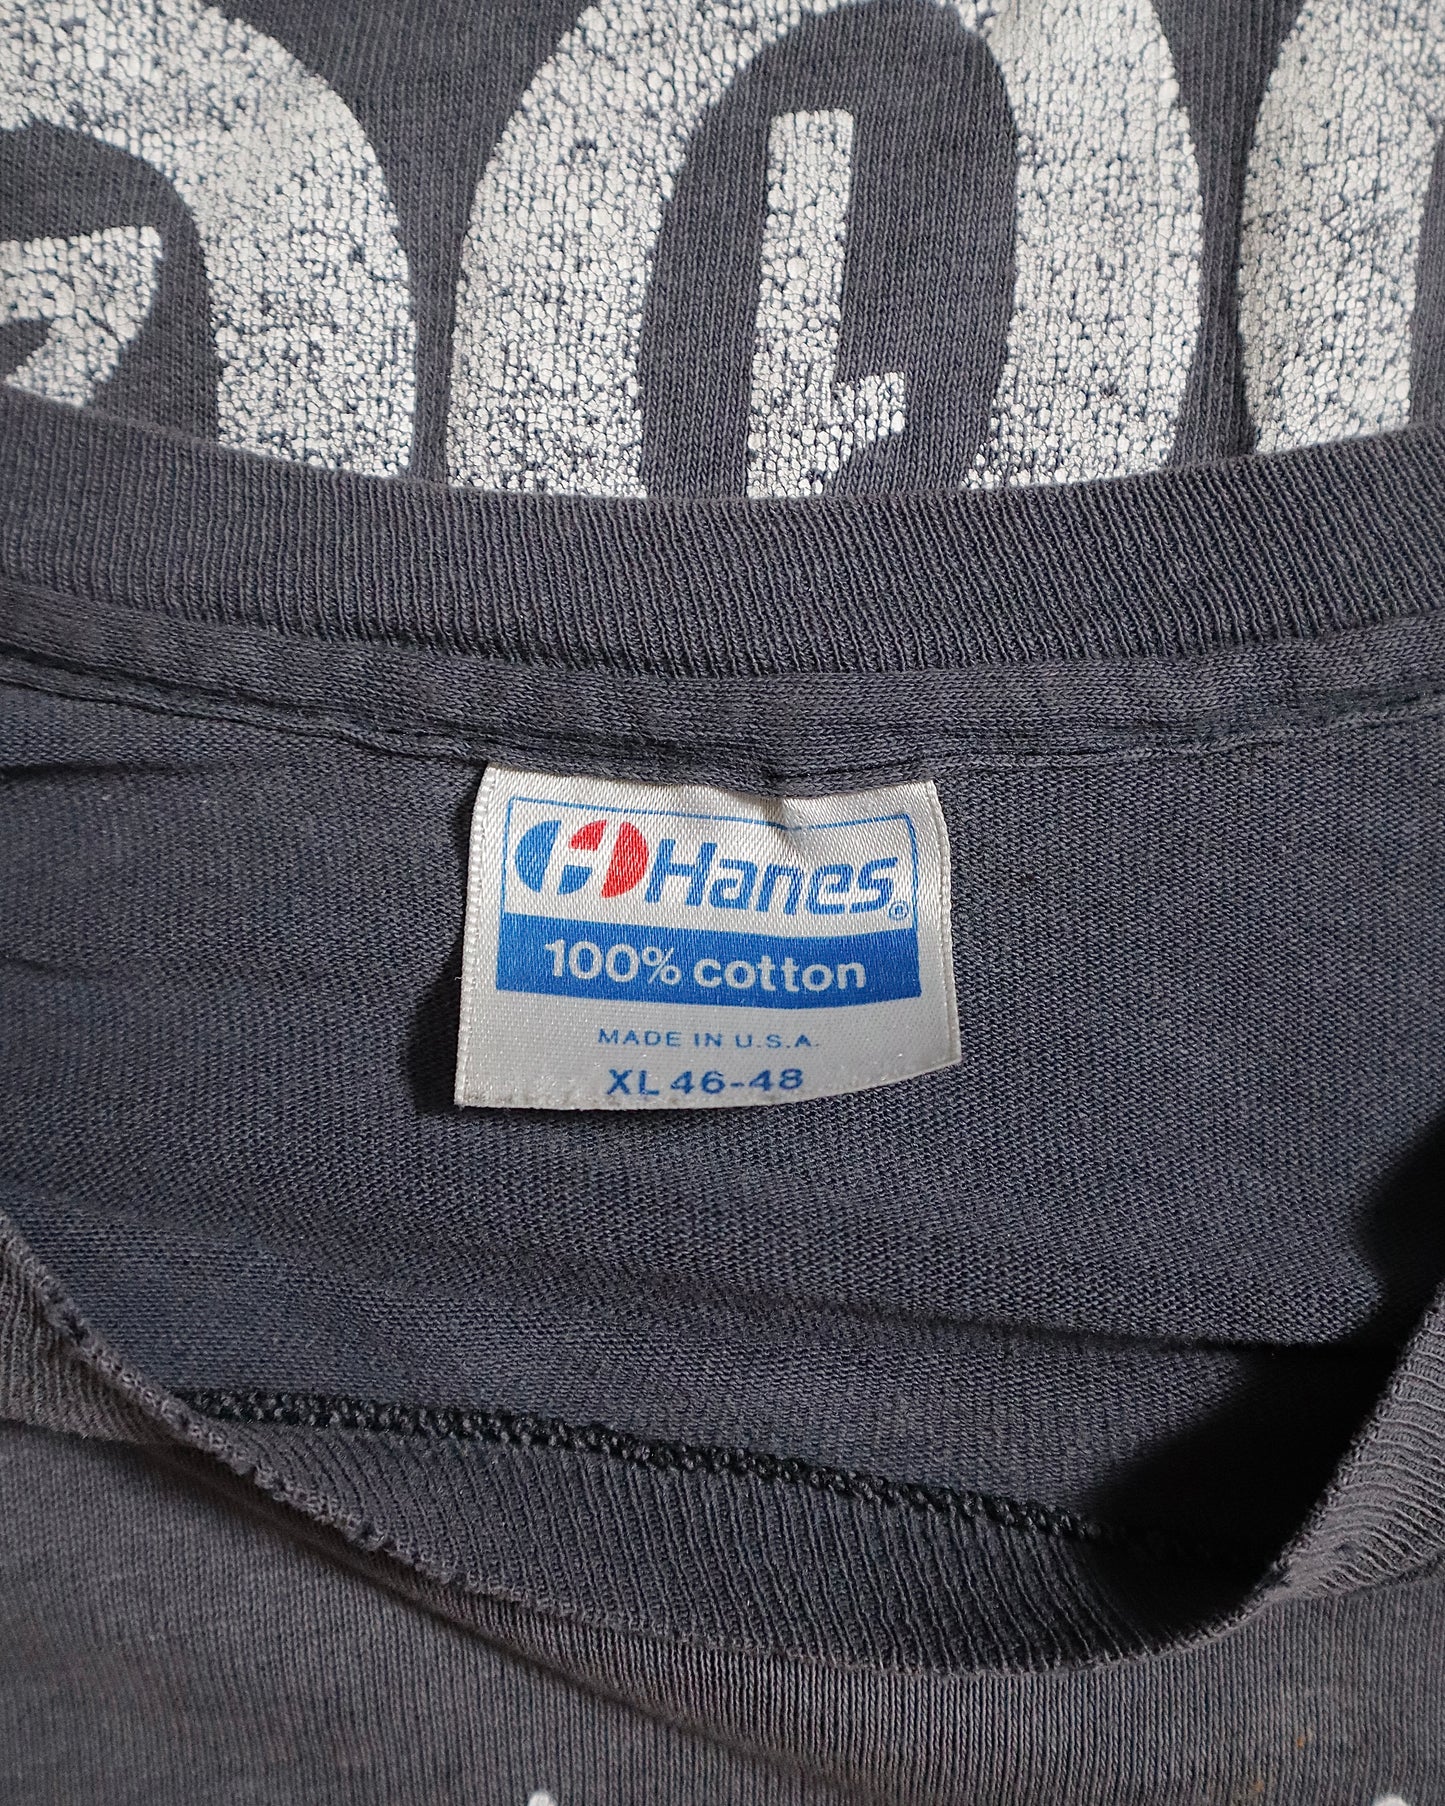 Hanes®
100% cotton
MADE IN U.S.A.
XL 46-48